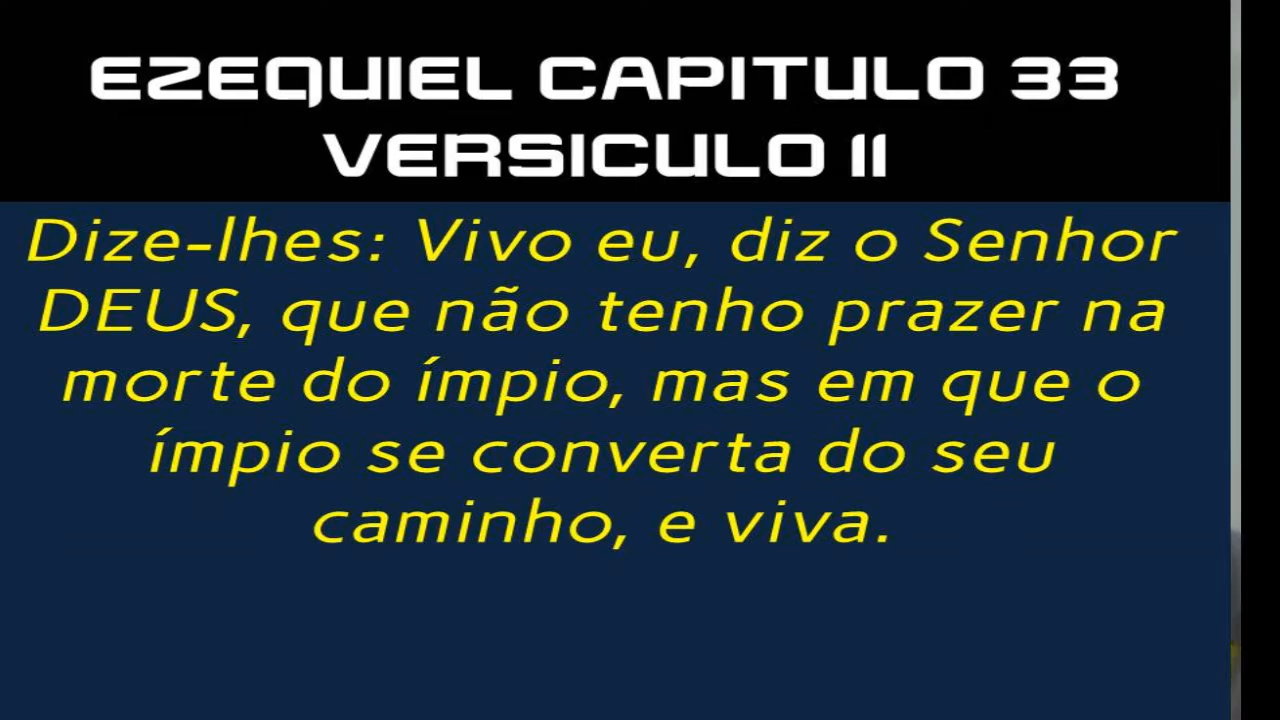 EZEQUIEL CAPITULO 33
VERSICULO 11
Dize-lhes: Vivo eu, diz o Senhor
DEUS, que não tenho prazer na
morte do ímpio, mas em que o
ímpio se converta do seu
caminho, e viva.